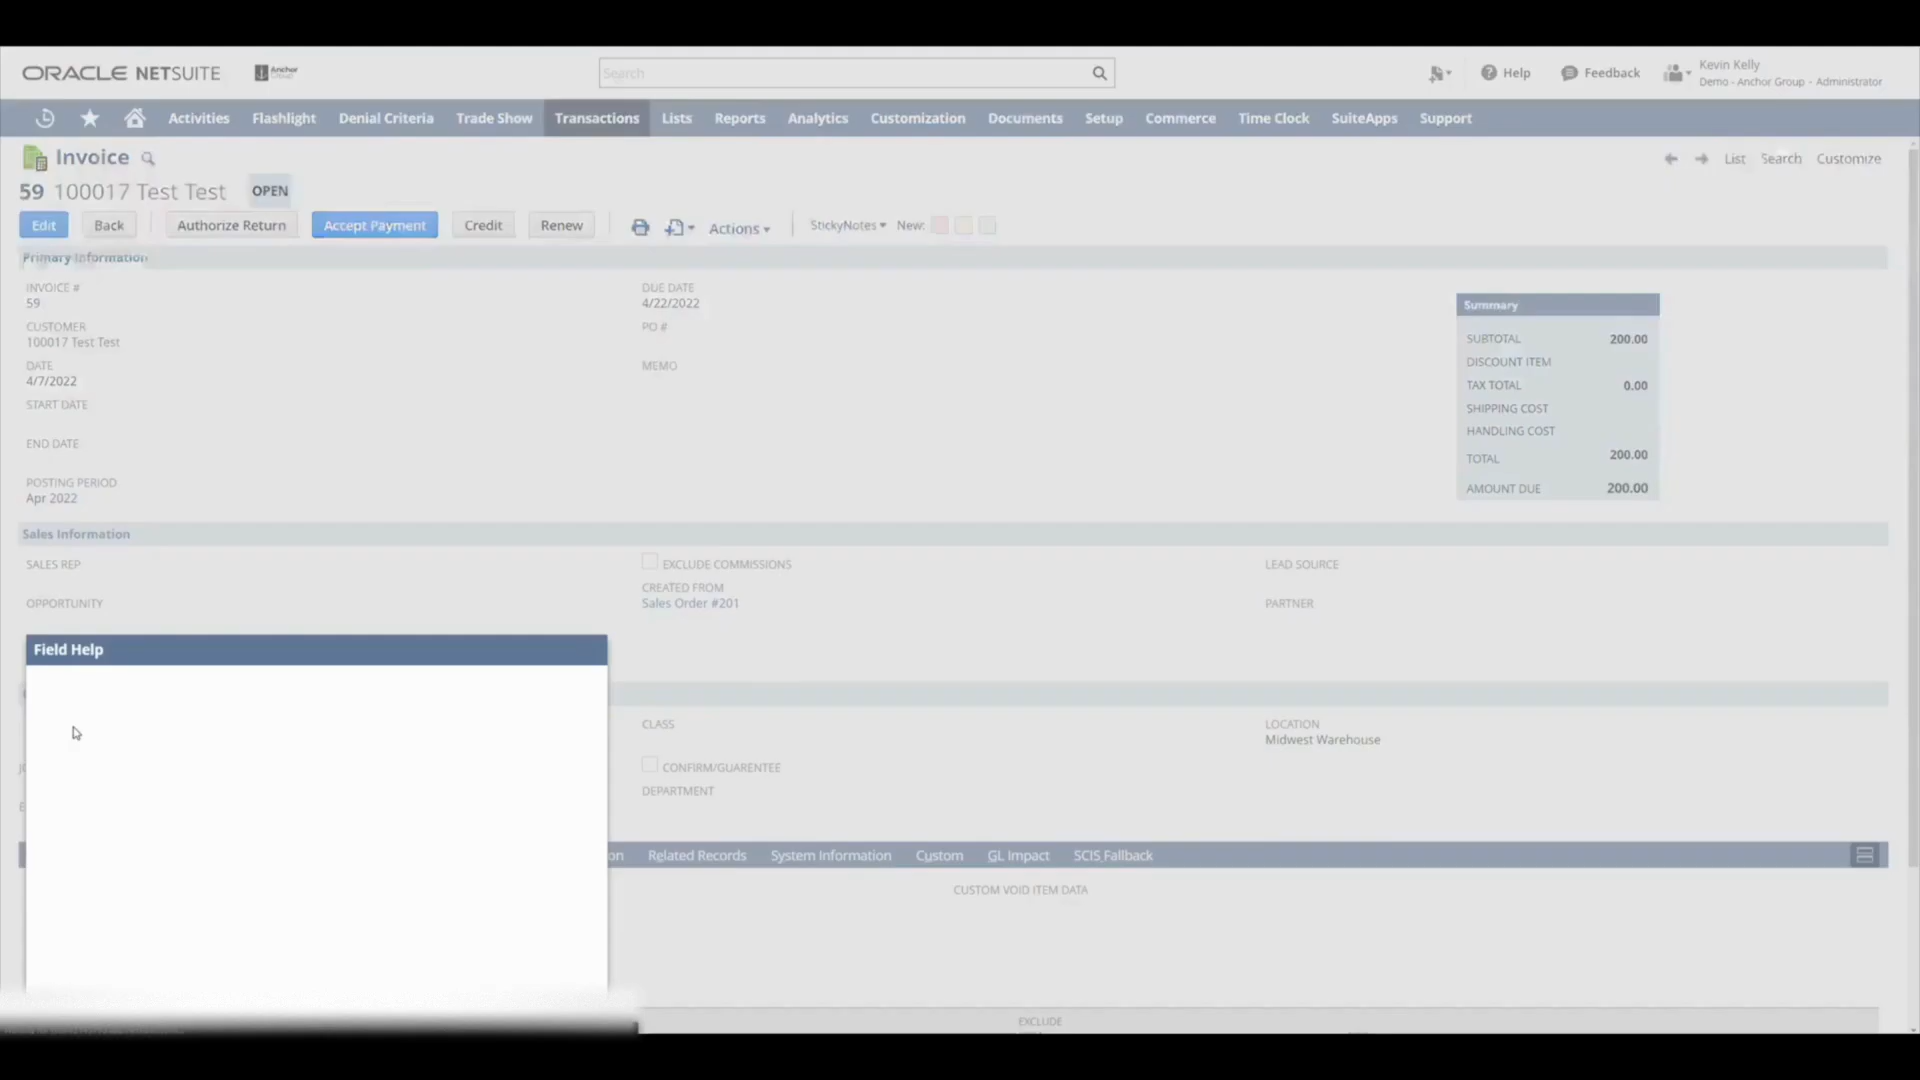 ORACLE NETSUITE Anchor Group Search Help Feedback Kevin Kelly
Demo - Anchor Group - Administrator
Activities Flashlight Denial Criteria Trade Show Transactions Lists Reports Analytics Customization Documents Setup Commerce Time Clock SuiteApps Support
Invoice List Search Customize
59 100017 Test Test OPEN
Edit Back Authorize Return Accept Payment Credit Renew Actions StickyNotes New:
Primary Information
INVOICE #
59
CUSTOMER
100017 Test Test
DATE
4/7/2022
START DATE
END DATE
POSTING PERIOD
Apr 2022
DUE DATE
4/22/2022
PO #
MEMO
Summary
SUBTOTAL 200.00
DISCOUNT ITEM
TAX TOTAL 0.00
SHIPPING COST
HANDLING COST
TOTAL 200.00
AMOUNT DUE 200.00
Sales Information
SALES REP
OPPORTUNITY
EXCLUDE COMMISSIONS
CREATED FROM
Sales Order #201
LEAD SOURCE
PARTNER
Field Help
CLASS
CONFIRM/GUARENTEE
DEPARTMENT
LOCATION
Midwest Warehouse
on Related Records System Information Custom GL Impact SCIS Fallback
CUSTOM VOID ITEM DATA
EXCLUDE